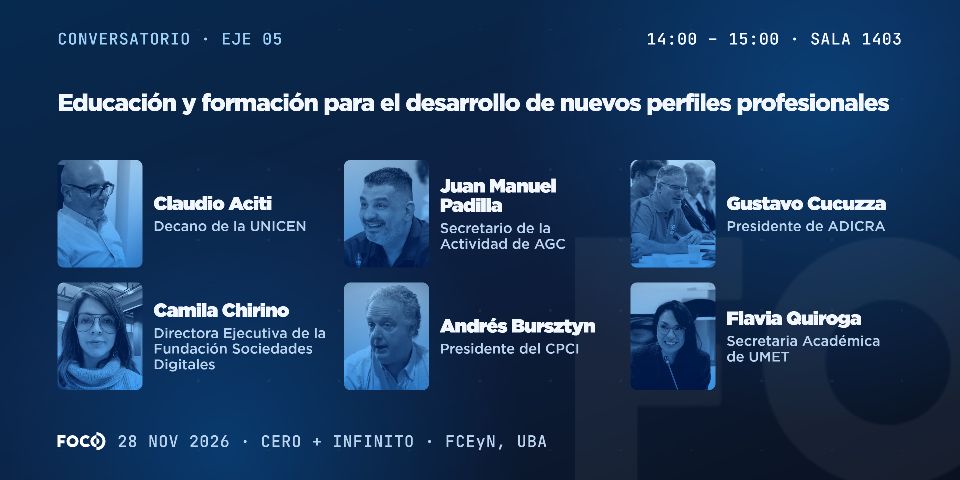 CONVERSATORIO · EJE 05
14:00 – 15:00 · SALA 1403
Educación y formación para el desarrollo de nuevos perfiles profesionales
Claudio Aciti
Decano de la UNICEN
Juan Manuel
Padilla
Secretario de la
Actividad de AGC
Gustavo Cucuzza
Presidente de ADICRA
Camila Chirino
Directora Ejecutiva de la
Fundación Sociedades
Digitales
Andrés Bursztyn
Presidente del CPCI
Flavia Quiroga
Secretaria Académica
de UMET
FOCO 28 NOV 2026 · CERO + INFINITO · FCEyN, UBA